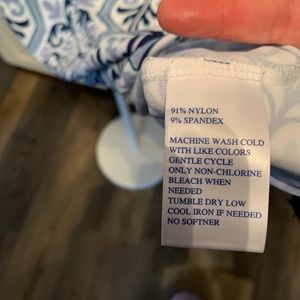 91% NYLON
9% SPANDEX
MACHINE WASH COLD
WITH LIKE COLORS
GENTLE CYCLE
ONLY NON-CHLORINE
BLEACH WHEN
NEEDED
TUMBLE DRY LOW
COOL IRON IF NEEDED
NO SOFTNER